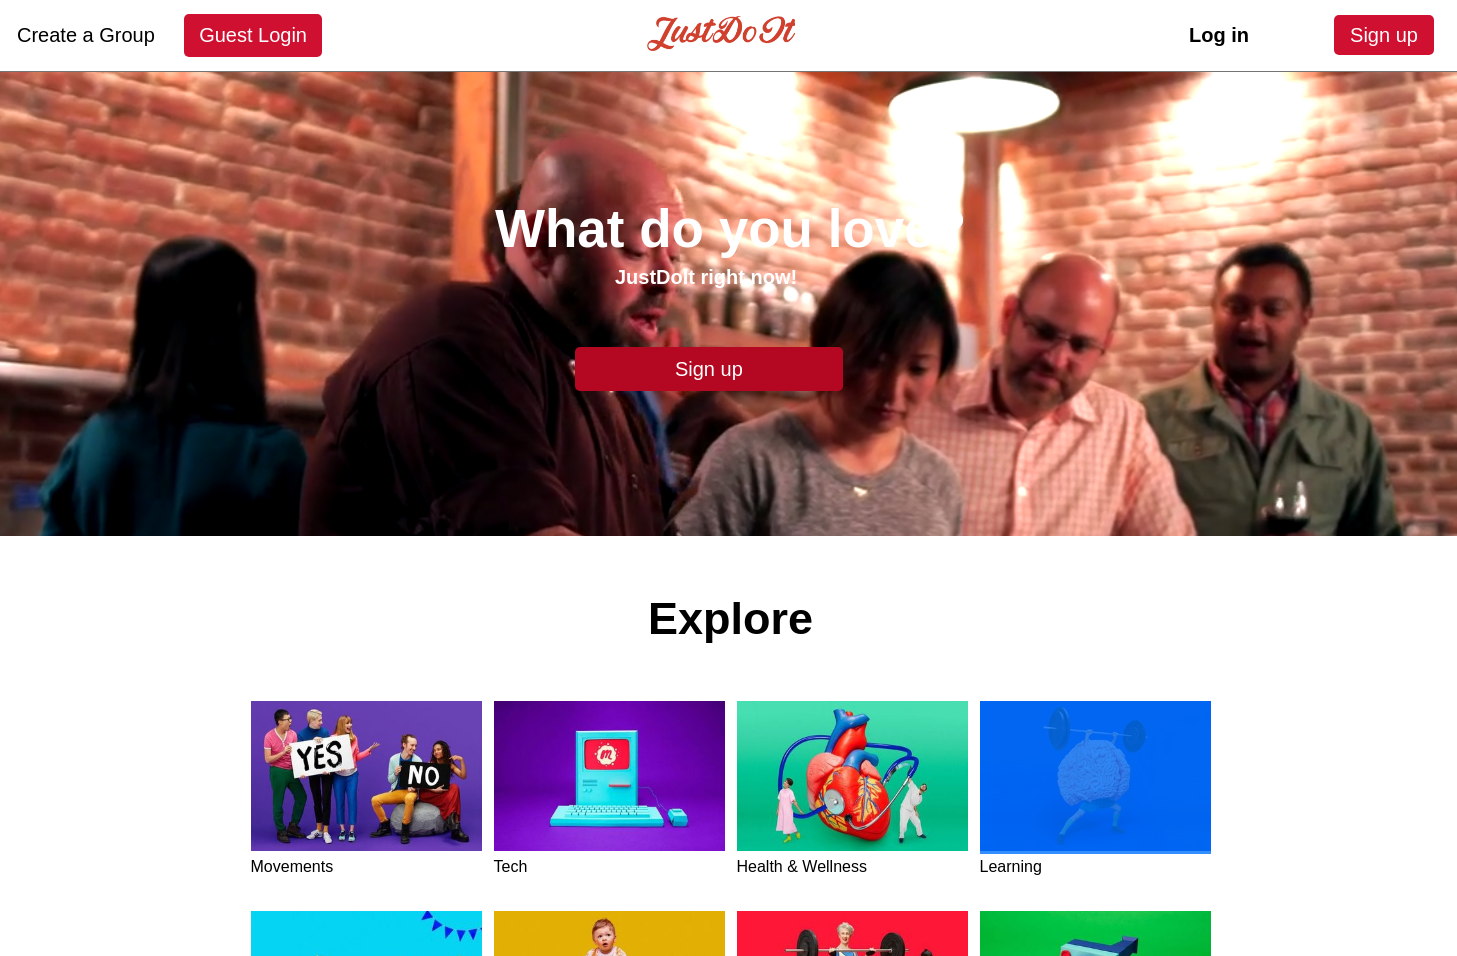 Create a Group
Guest Login
JustDoIt
Log in
Sign up
What do you love?
JustDoIt right now!
Sign up
Explore
YES
NO
m
Movements
Tech
Health & Wellness
Learning